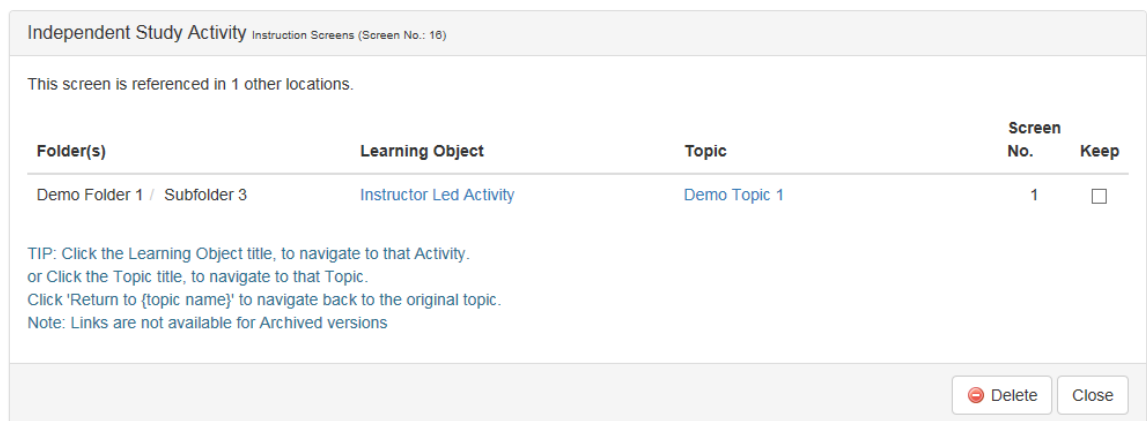 Independent Study Activity Instruction Screens (Screen No.: 16)
This screen is referenced in 1 other locations.
Folder(s) Learning Object Topic Screen No. Keep
Demo Folder 1 / Subfolder 3 Instructor Led Activity Demo Topic 1 1
TIP: Click the Learning Object title, to navigate to that Activity.
or Click the Topic title, to navigate to that Topic.
Click 'Return to {topic name}' to navigate back to the original topic.
Note: Links are not available for Archived versions
Delete Close